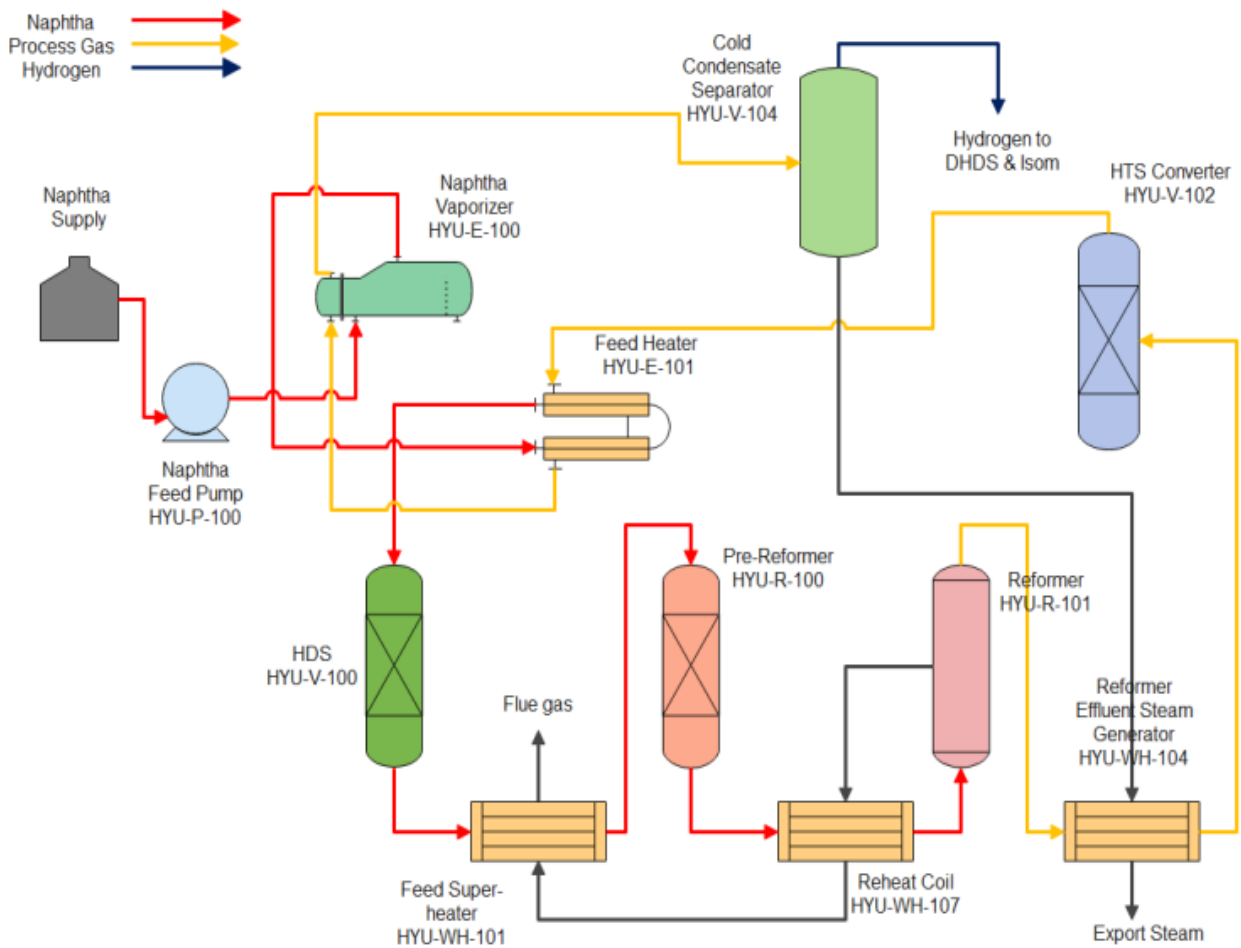 Naphtha
Process Gas
Hydrogen
Cold
Condensate
Separator
HYU-V-104
Hydrogen to
DHDS & Isom
HTS Converter
HYU-V-102
Naphtha
Supply
Naphtha
Vaporizer
HYU-E-100
Feed Heater
HYU-E-101
Naphtha
Feed Pump
HYU-P-100
Pre-Reformer
HYU-R-100
Reformer
HYU-R-101
HDS
HYU-V-100
Flue gas
Reformer
Effluent Steam
Generator
HYU-WH-104
Feed Super-
heater
HYU-WH-101
Reheat Coil
HYU-WH-107
Export Steam